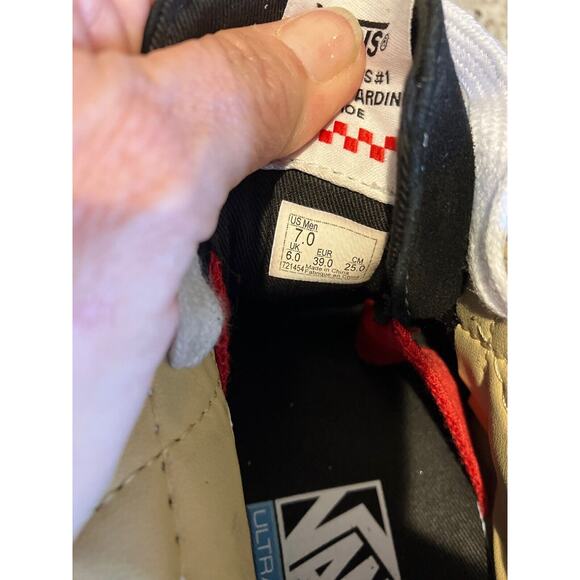 VANS®
S #1
ARDIN
OE
US Men
7.0
UK EUR CM
6.0 39.0 25.0
721454 Made in China
Fabriqué en Chine
VANS
ULTRA